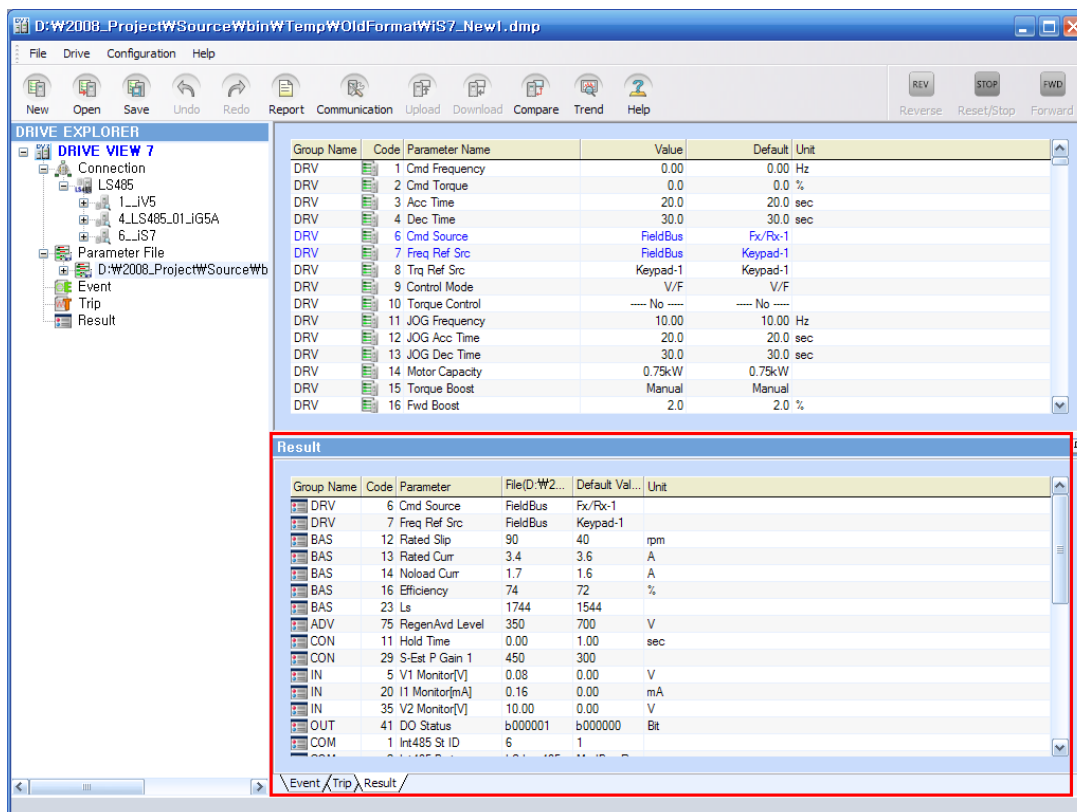 D:₩2008_Project₩Source₩bin₩Temp₩OldFormat₩iS7_New1.dmp
File Drive Configuration Help
REV STOP FWD
New Open Save Undo Redo Report Communication Upload Download Compare Trend Help Reverse Reset/Stop Forward
DRIVE EXPLORER
DRIVE VIEW 7
Connection
LS485
1__iV5
4_LS485_01_iG5A
6__iS7
Parameter File
D:₩2008_Project₩Source₩b
Event
Trip
Result
Group Name Code Parameter Name Value Default Unit
DRV 1 Cmd Frequency 0.00 0.00 Hz
DRV 2 Cmd Torque 0.0 0.0 %
DRV 3 Acc Time 20.0 20.0 sec
DRV 4 Dec Time 30.0 30.0 sec
DRV 6 Cmd Source FieldBus Fx/Rx-1
DRV 7 Freq Ref Src FieldBus Keypad-1
DRV 8 Trq Ref Src Keypad-1 Keypad-1
DRV 9 Control Mode V/F V/F
DRV 10 Torque Control ----- No ----- ----- No -----
DRV 11 JOG Frequency 10.00 10.00 Hz
DRV 12 JOG Acc Time 20.0 20.0 sec
DRV 13 JOG Dec Time 30.0 30.0 sec
DRV 14 Motor Capacity 0.75kW 0.75kW
DRV 15 Torque Boost Manual Manual
DRV 16 Fwd Boost 2.0 2.0 %
Result
Group Name Code Parameter File(D:₩2... Default Val... Unit
DRV 6 Cmd Source FieldBus Fx/Rx-1
DRV 7 Freq Ref Src FieldBus Keypad-1
BAS 12 Rated Slip 90 40 rpm
BAS 13 Rated Curr 3.4 3.6 A
BAS 14 Noload Curr 1.7 1.6 A
BAS 16 Efficiency 74 72 %
BAS 23 Ls 1744 1544
ADV 75 RegenAvd Level 350 700 V
CON 11 Hold Time 0.00 1.00 sec
CON 29 S-Est P Gain 1 450 300
IN 5 V1 Monitor[V] 0.08 0.00 V
IN 20 I1 Monitor[mA] 0.16 0.00 mA
IN 35 V2 Monitor[V] 10.00 0.00 V
OUT 41 DO Status b000001 b000000 Bit
COM 1 Int485 St ID 6 1
Event Trip Result